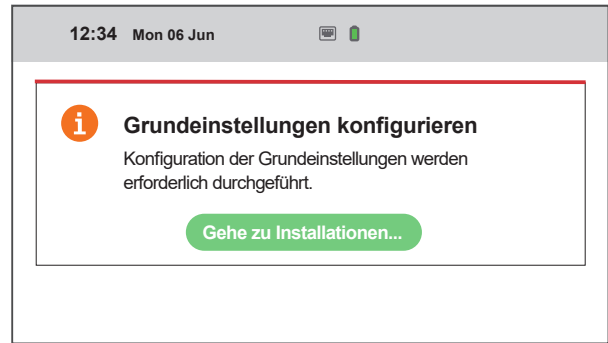 12:34 Mon 06 Jun
i
Grundeinstellungen konfigurieren
Konfiguration der Grundeinstellungen werden
erforderlich durchgeführt.
Gehe zu Installationen...